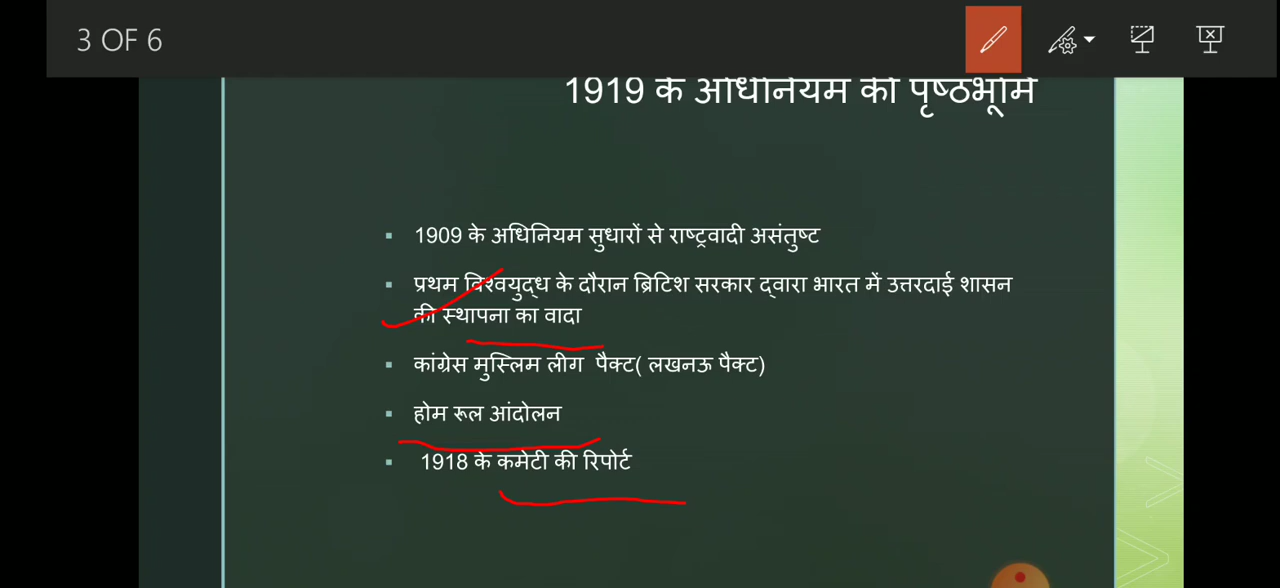 3 OF 6
1919 के अधिनियम की पृष्ठभूमि
1909 के अधिनियम सुधारों से राष्ट्रवादी असंतुष्ट
प्रथम विश्वयुद्ध के दौरान ब्रिटिश सरकार द्वारा भारत में उत्तरदाई शासन
की स्थापना का वादा
कांग्रेस मुस्लिम लीग पैक्ट( लखनऊ पैक्ट)
होम रूल आंदोलन
1918 के कमेटी की रिपोर्ट